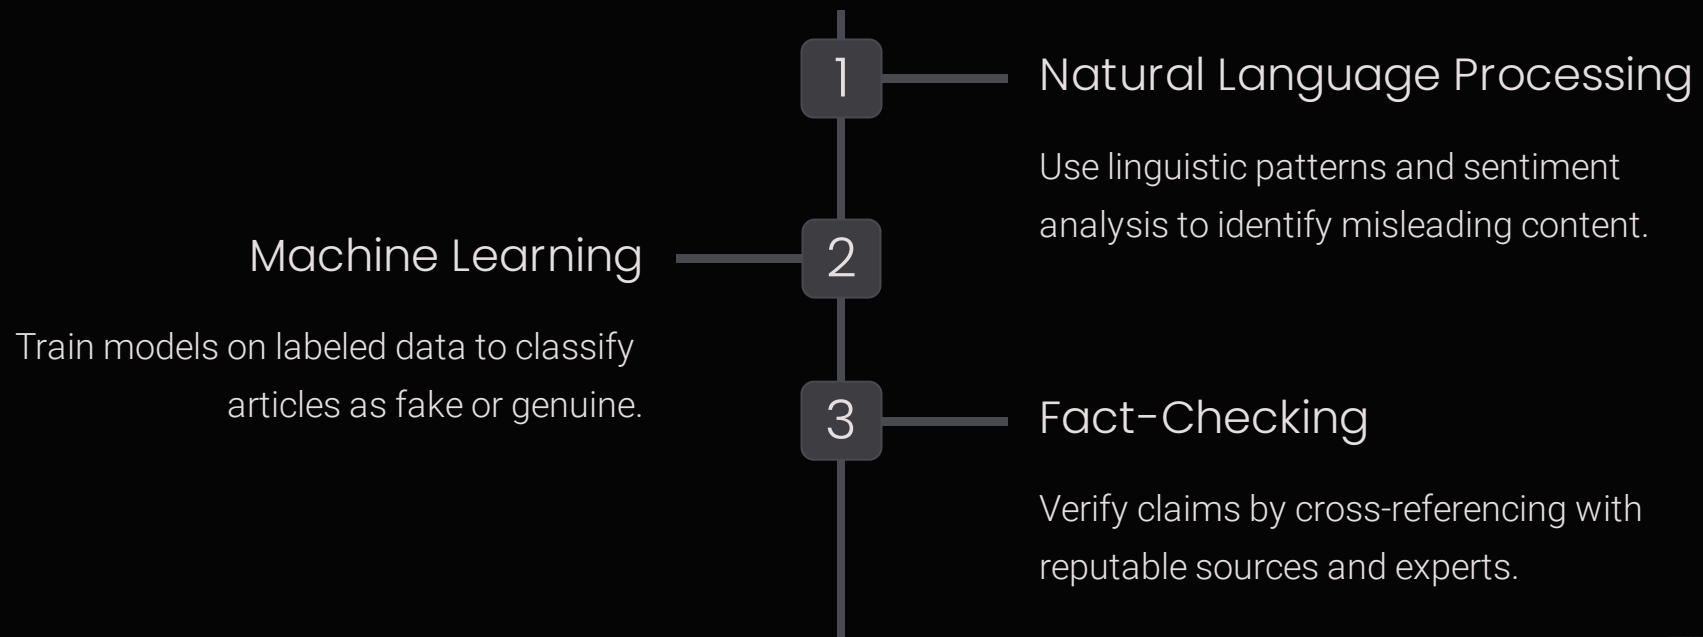 1
Natural Language Processing
Use linguistic patterns and sentiment
analysis to identify misleading content.
2
Machine Learning
Train models on labeled data to classify
articles as fake or genuine.
3
Fact-Checking
Verify claims by cross-referencing with
reputable sources and experts.